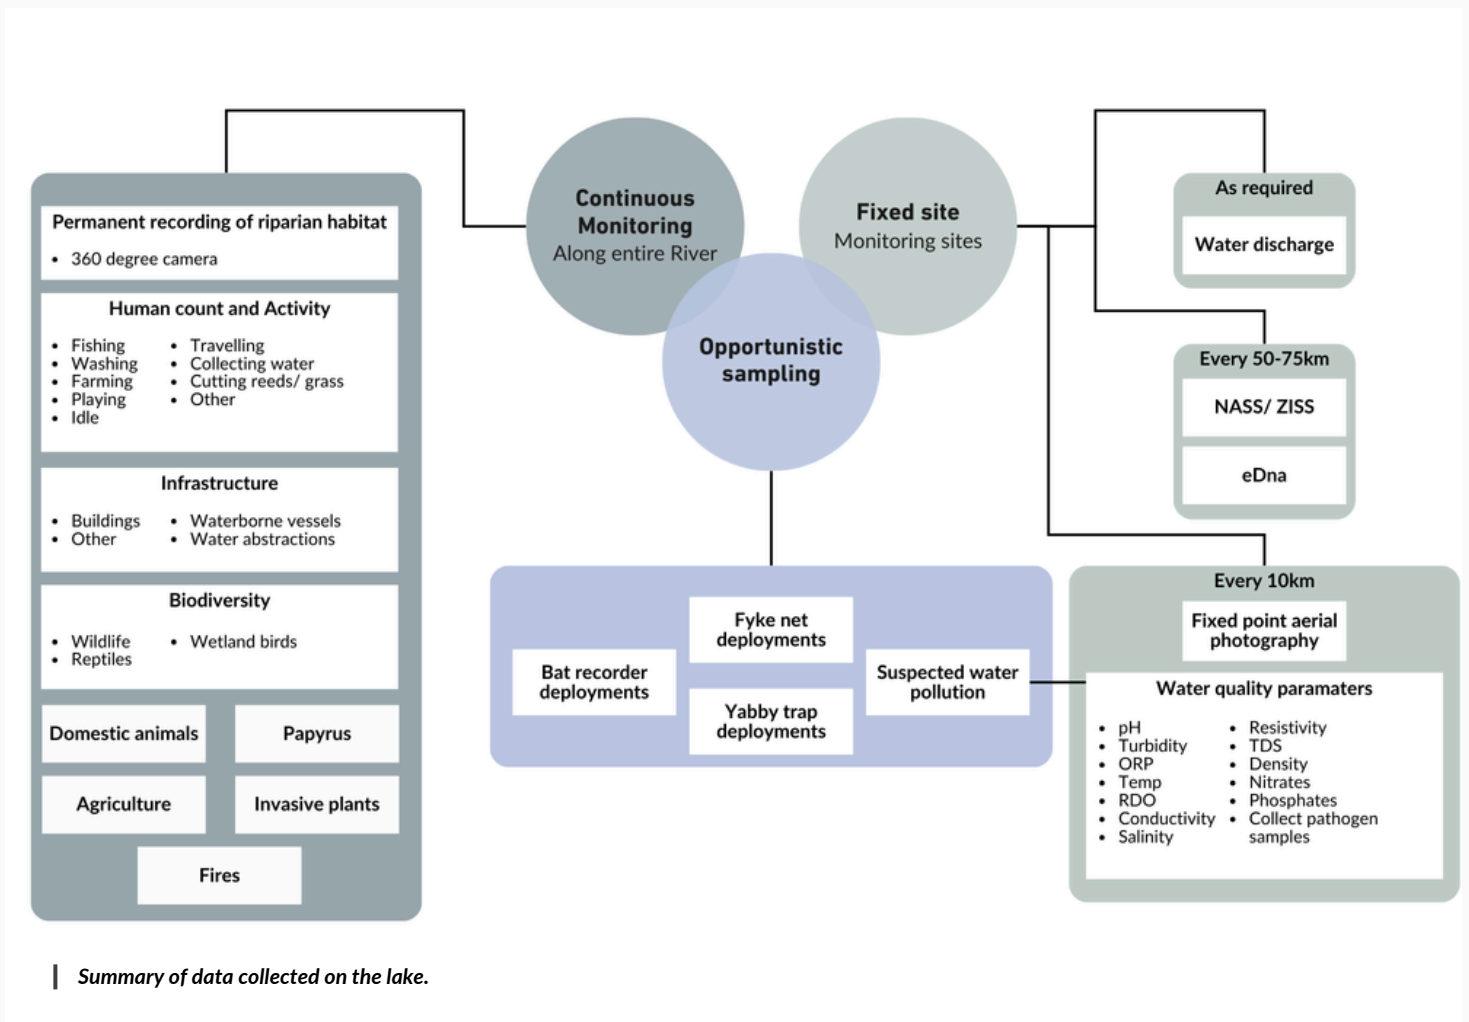 Continuous
Monitoring
Along entire River
Fixed site
Monitoring sites
Opportunistic
sampling
Permanent recording of riparian habitat
• 360 degree camera
Human count and Activity
• Fishing
• Washing
• Farming
• Playing
• Idle
• Travelling
• Collecting water
• Cutting reeds/ grass
• Other
Infrastructure
• Buildings
• Other
• Waterborne vessels
• Water abstractions
Biodiversity
• Wildlife
• Reptiles
• Wetland birds
Domestic animals
Papyrus
Agriculture
Invasive plants
Fires
Bat recorder
deployments
Fyke net
deployments
Yabby trap
deployments
Suspected water
pollution
As required
Water discharge
Every 50-75km
NASS/ ZISS
eDna
Every 10km
Fixed point aerial
photography
Water quality paramaters
• pH
• Turbidity
• ORP
• Temp
• RDO
• Conductivity
• Salinity
• Resistivity
• TDS
• Density
• Nitrates
• Phosphates
• Collect pathogen
samples
Summary of data collected on the lake.